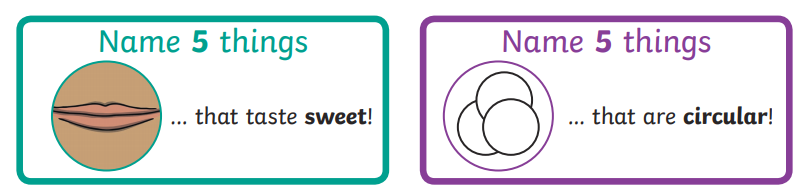 Name 5 things
... that taste sweet!
Name 5 things
... that are circular!